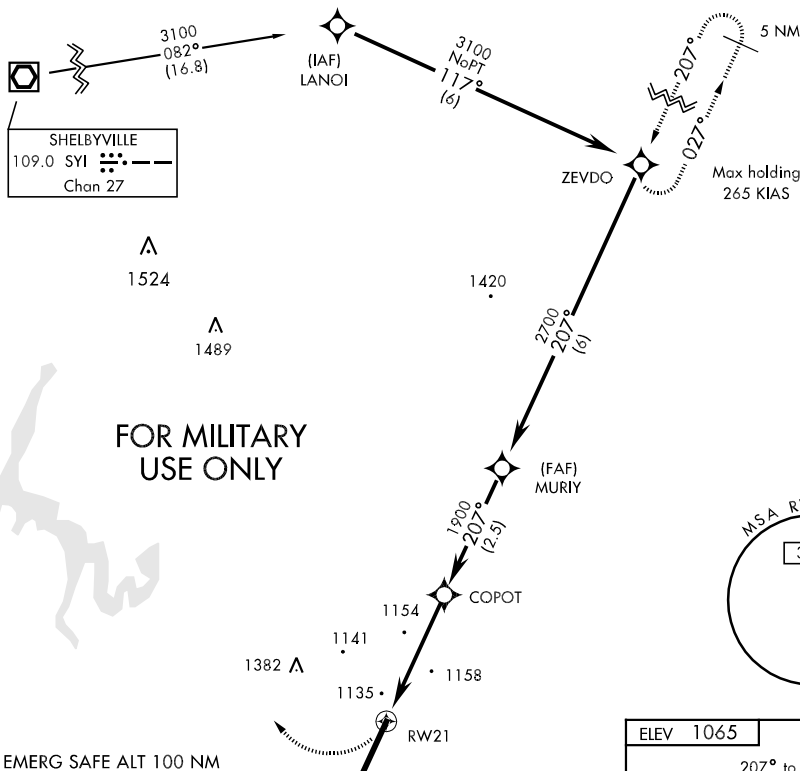 3100
082°
(16.8)
(IAF)
LANOI
3100
NoPT
117°
(6)
207°
5 NM
027°
SHELBYVILLE
109.0 SYI
Chan 27
ZEVDO
Max holding
265 KIAS
1524
1420
1489
2700
207°
(6)
FOR MILITARY
USE ONLY
(FAF)
MURIY
1900
207°
(2.5)
MSA R
3
COPOT
1154
1141
1382
1158
1135
RW21
EMERG SAFE ALT 100 NM
ELEV 1065
207° to